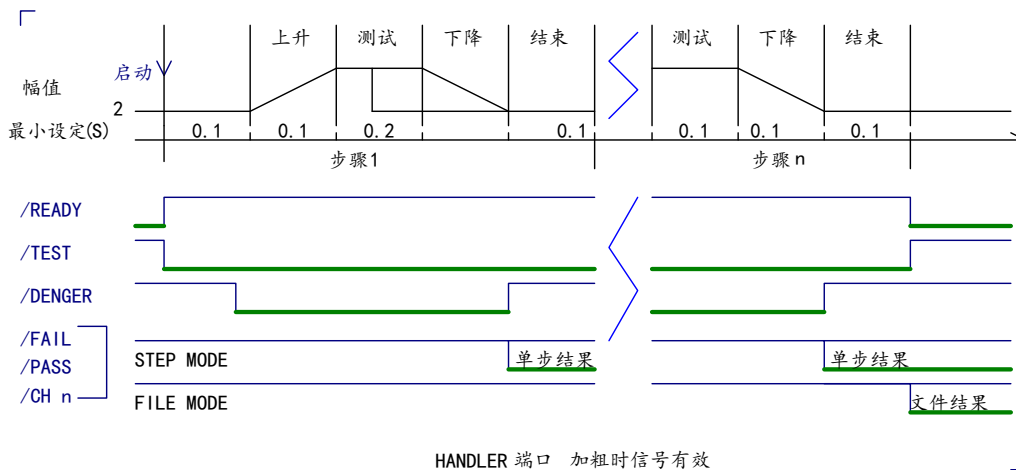 上升 测试 下降 结束 测试 下降 结束
启动
幅值
2
最小设定(S) 0.1 0.1 0.2 0.1 0.1 0.1 0.1
步骤1 步骤n
/READY
/TEST
/DENGER
/FAIL
STEP MODE 单步结果 单步结果
/PASS
/CH n
FILE MODE 文件结果
HANDLER 端口 加粗时信号有效